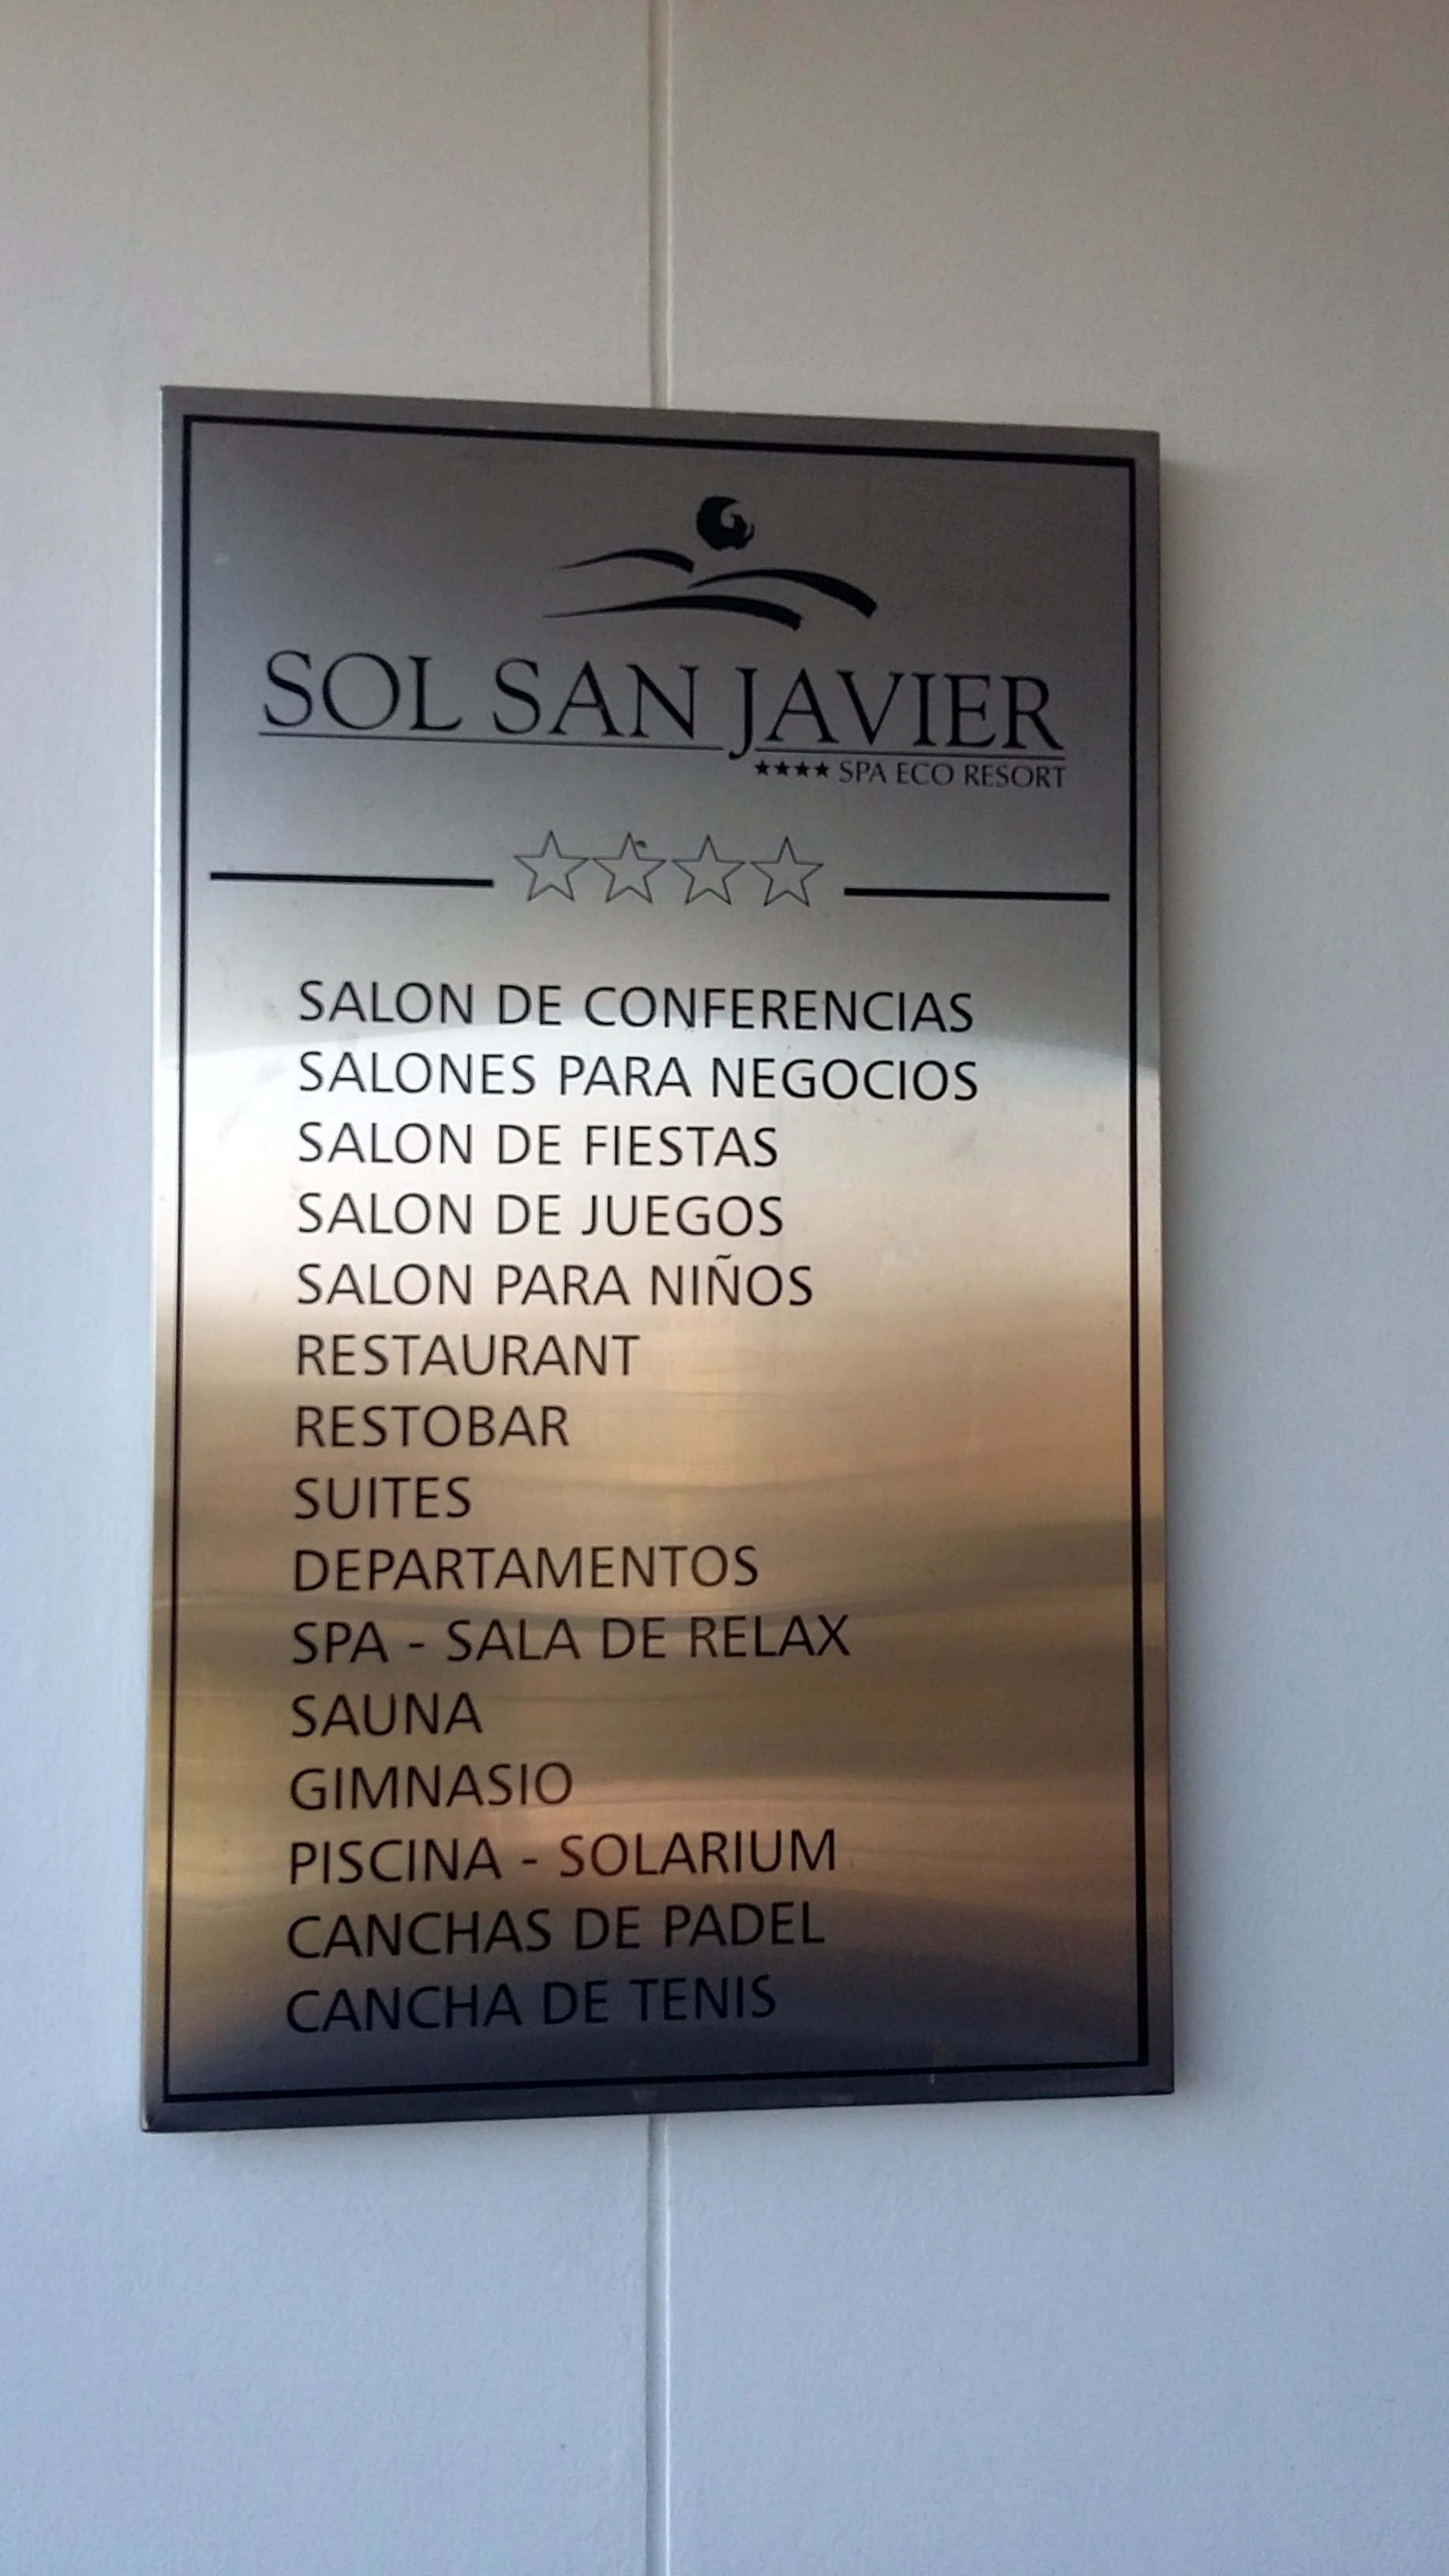 SOL SAN JAVIER
★★★★ SPA ECO RESORT
SALON DE CONFERENCIAS
SALONES PARA NEGOCIOS
SALON DE FIESTAS
SALON DE JUEGOS
SALON PARA NIÑOS
RESTAURANT
RESTOBAR
SUITES
DEPARTAMENTOS
SPA - SALA DE RELAX
SAUNA
GIMNASIO
PISCINA - SOLARIUM
CANCHAS DE PADEL
CANCHA DE TENIS